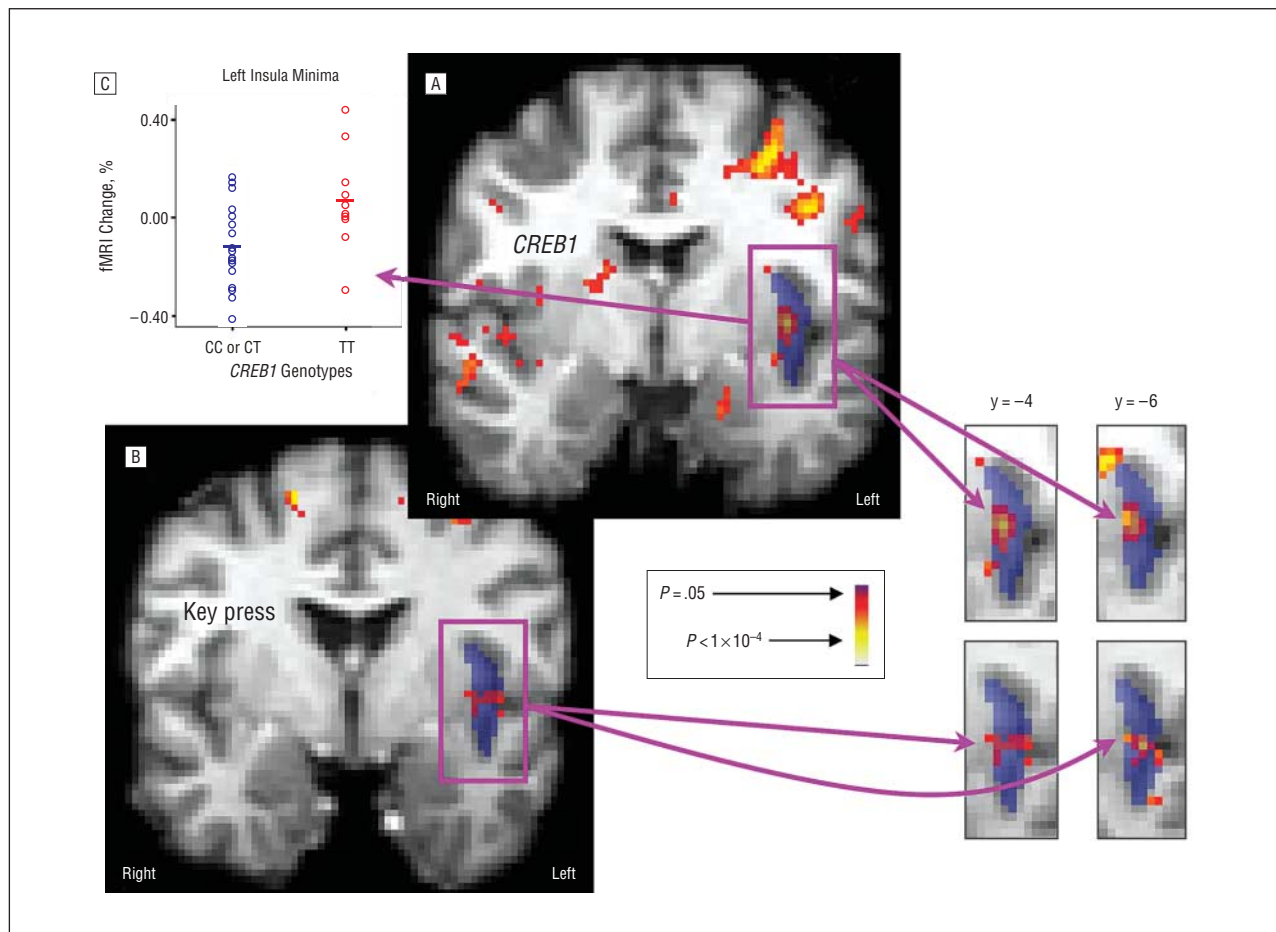 C
Left Insula Minima
0.40
0.00
−0.40
fMRI Change, %
CC or CT
TT
CREB1 Genotypes
A
CREB1
Right
Left
B
Key press
Right
Left
P = .05
P < 1 × 10⁻⁴
y = −4
y = −6